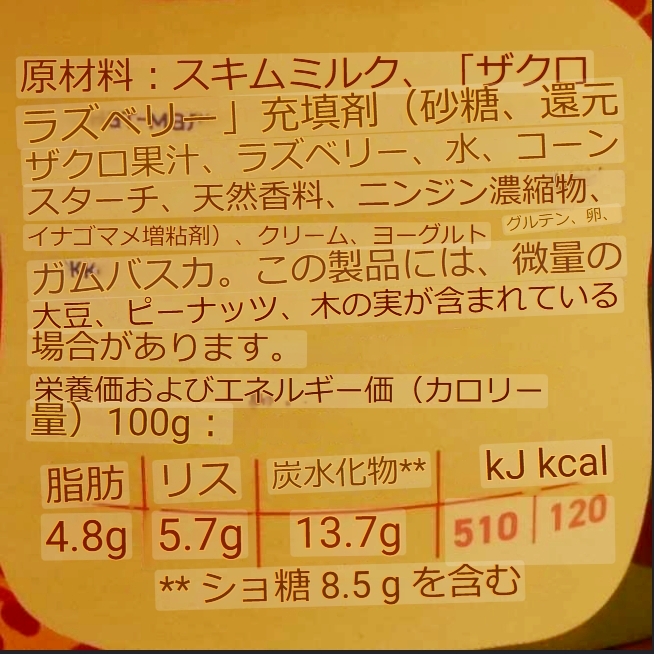 原材料：スキムミルク、「ザクロ
ラズベリー」充填剤（砂糖、還元
ザクロ果汁、ラズベリー、水、コーン
スターチ、天然香料、ニンジン濃縮物、
イナゴマメ増粘剤）、クリーム、ヨーグルト グルテン、卵、
ガムバスカ。この製品には、微量の
大豆、ピーナッツ、木の実が含まれている
場合があります。
栄養価およびエネルギー価（カロリー
量）100g：
脂肪 リス 炭水化物** kJ kcal
4.8g 5.7g 13.7g 510 120
** ショ糖 8.5 g を含む